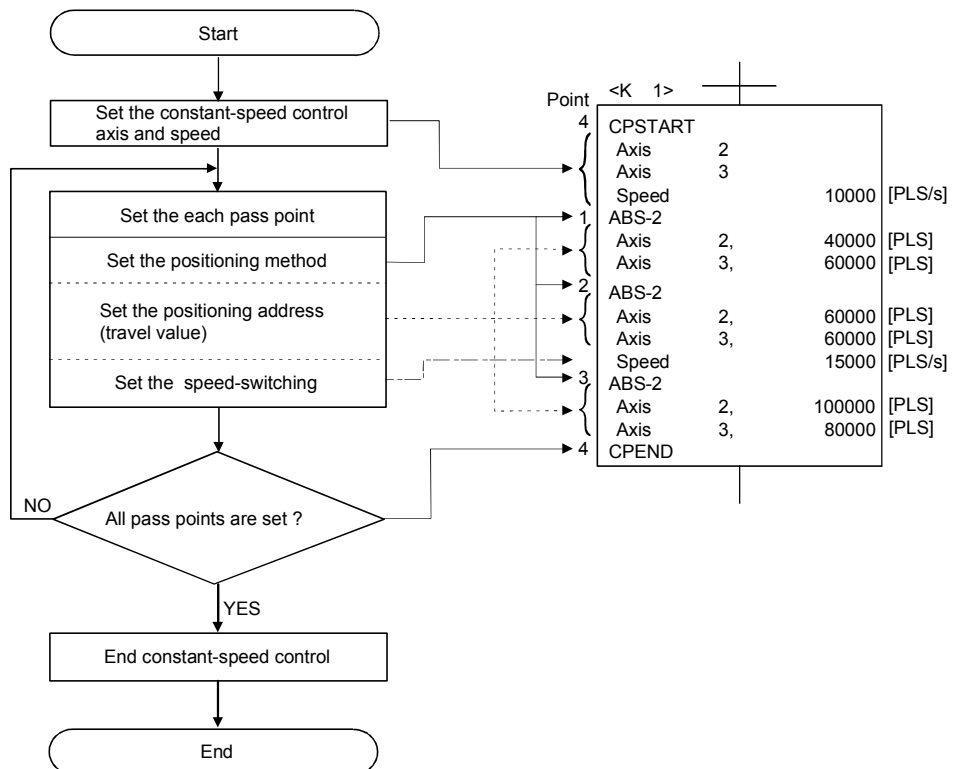 Start
Set the constant-speed control
axis and speed
Set the each pass point
Set the positioning method
Set the positioning address
(travel value)
Set the speed-switching
NO
All pass points are set ?
YES
End constant-speed control
End
Point <K 1>
4 CPSTART
Axis 2
Axis 3
Speed 10000 [PLS/s]
1 ABS-2
Axis 2, 40000 [PLS]
Axis 3, 60000 [PLS]
2 ABS-2
Axis 2, 60000 [PLS]
Axis 3, 60000 [PLS]
Speed 15000 [PLS/s]
3 ABS-2
Axis 2, 100000 [PLS]
Axis 3, 80000 [PLS]
4 CPEND